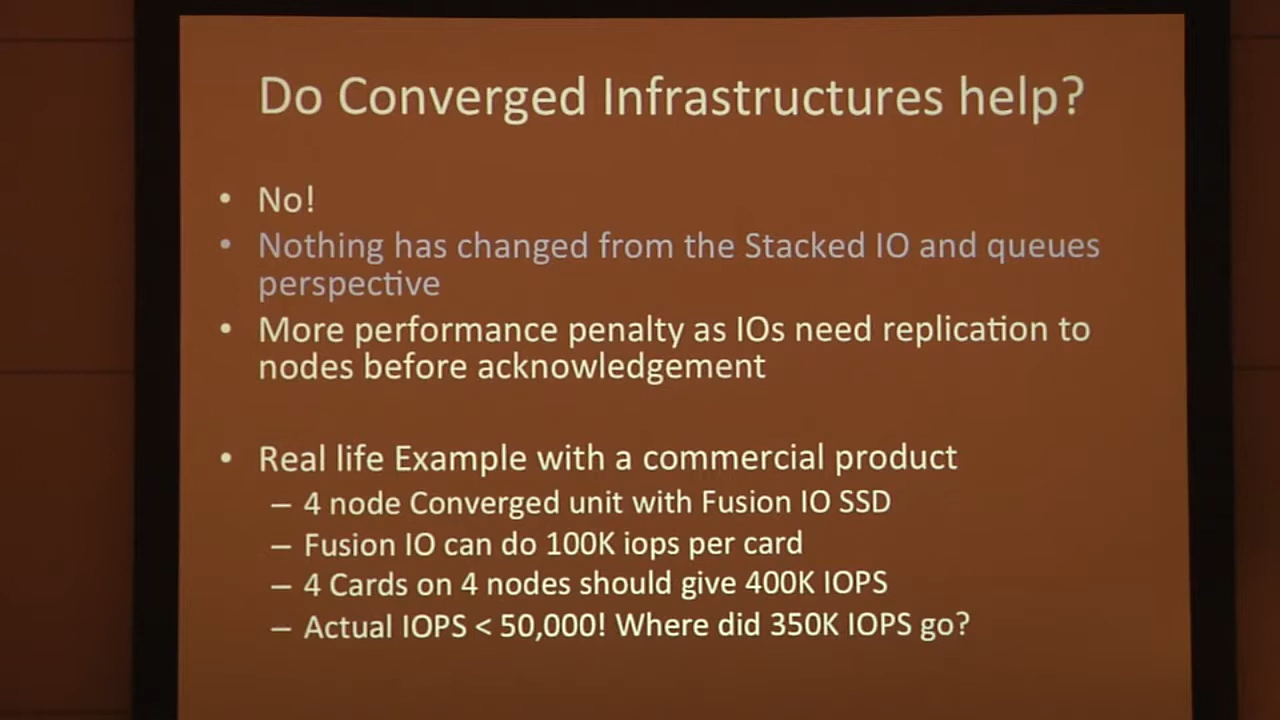 Do Converged Infrastructures help?
• No!
• Nothing has changed from the Stacked IO and queues
perspective
• More performance penalty as IOs need replication to
nodes before acknowledgement
• Real life Example with a commercial product
– 4 node Converged unit with Fusion IO SSD
– Fusion IO can do 100K iops per card
– 4 Cards on 4 nodes should give 400K IOPS
– Actual IOPS < 50,000! Where did 350K IOPS go?